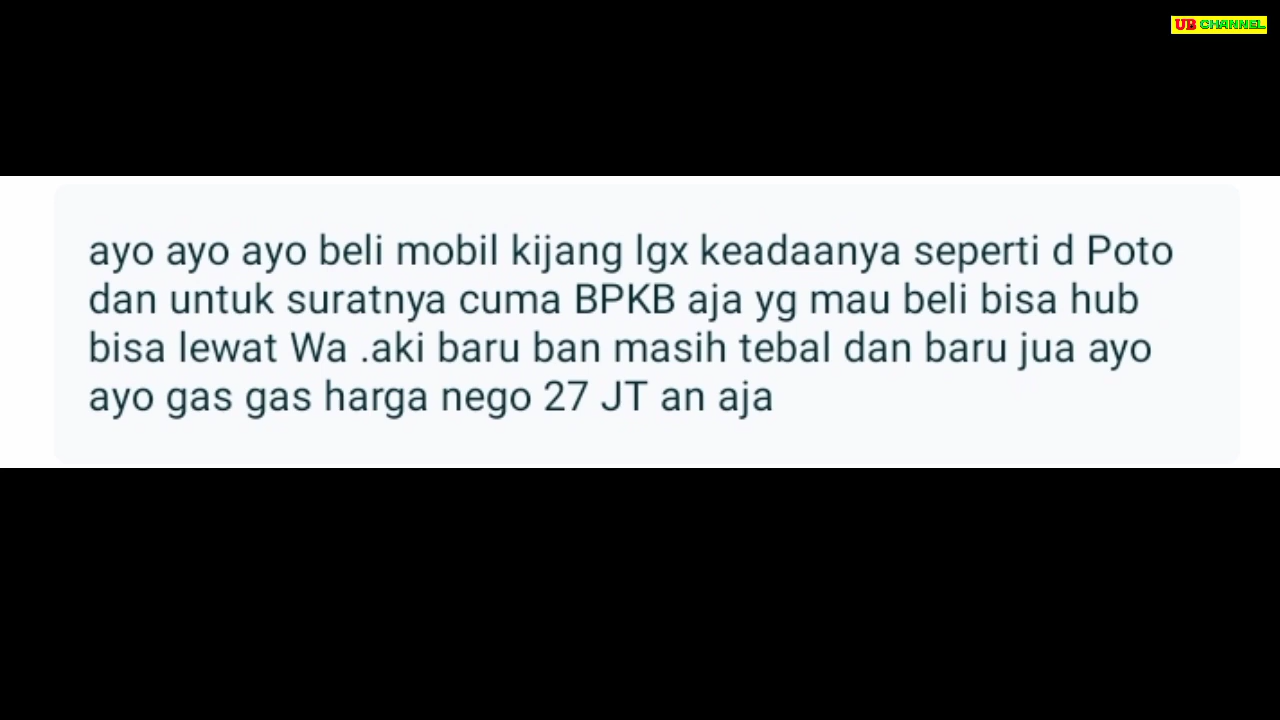 UB CHANNEL
ayo ayo ayo beli mobil kijang lgx keadaanya seperti d Poto
dan untuk suratnya cuma BPKB aja yg mau beli bisa hub
bisa lewat Wa .aki baru ban masih tebal dan baru jua ayo
ayo gas gas harga nego 27 JT an aja